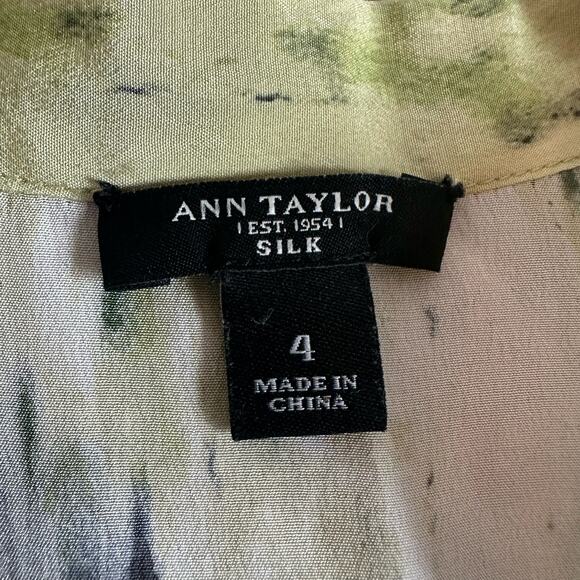 ANN TAYLOR
| EST. 1954 |
SILK
4
MADE IN
CHINA